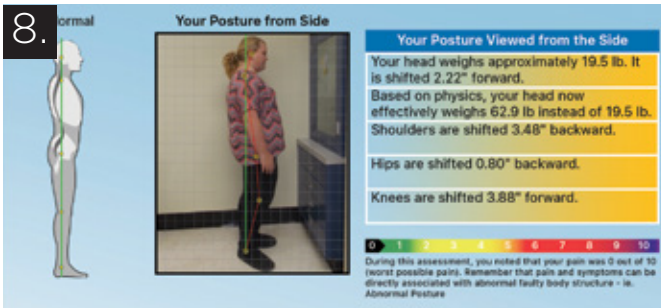 8.
Normal
Your Posture from Side
Your Posture Viewed from the Side
Your head weighs approximately 19.5 lb. It
is shifted 2.22" forward.
Based on physics, your head now
effectively weighs 62.9 lb instead of 19.5 lb.
Shoulders are shifted 3.48" backward.
Hips are shifted 0.80" backward.
Knees are shifted 3.88" forward.
0 1 2 3 4 5 6 7 8 9 10
During this assessment, you noted that your pain was 0 out of 10
(worst possible pain). Remember that pain and symptoms can be
directly associated with abnormal faulty body structure - ie.
Abnormal Posture